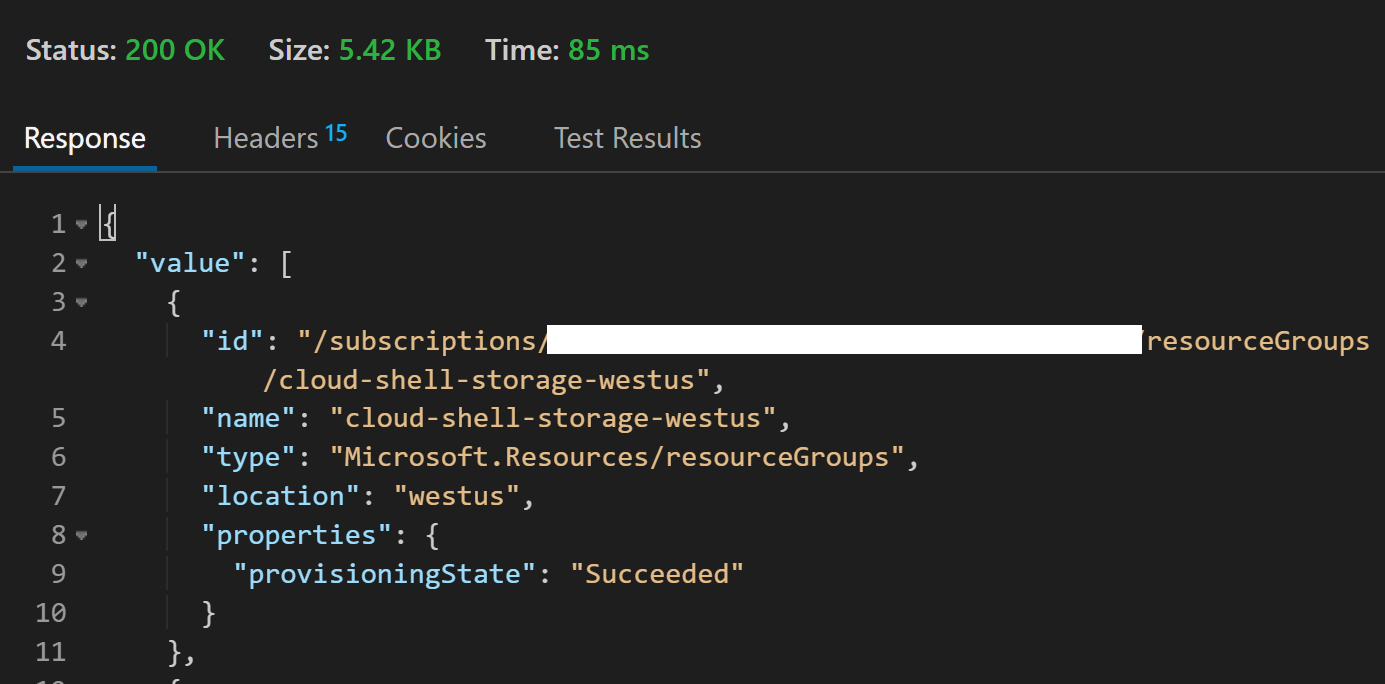 Status: 200 OK Size: 5.42 KB Time: 85 ms
Response Headers 15 Cookies Test Results
1 {
2 "value": [
3 {
4 "id": "/subscriptions/ /resourceGroups
/cloud-shell-storage-westus",
5 "name": "cloud-shell-storage-westus",
6 "type": "Microsoft.Resources/resourceGroups",
7 "location": "westus",
8 "properties": {
9 "provisioningState": "Succeeded"
10 }
11 },